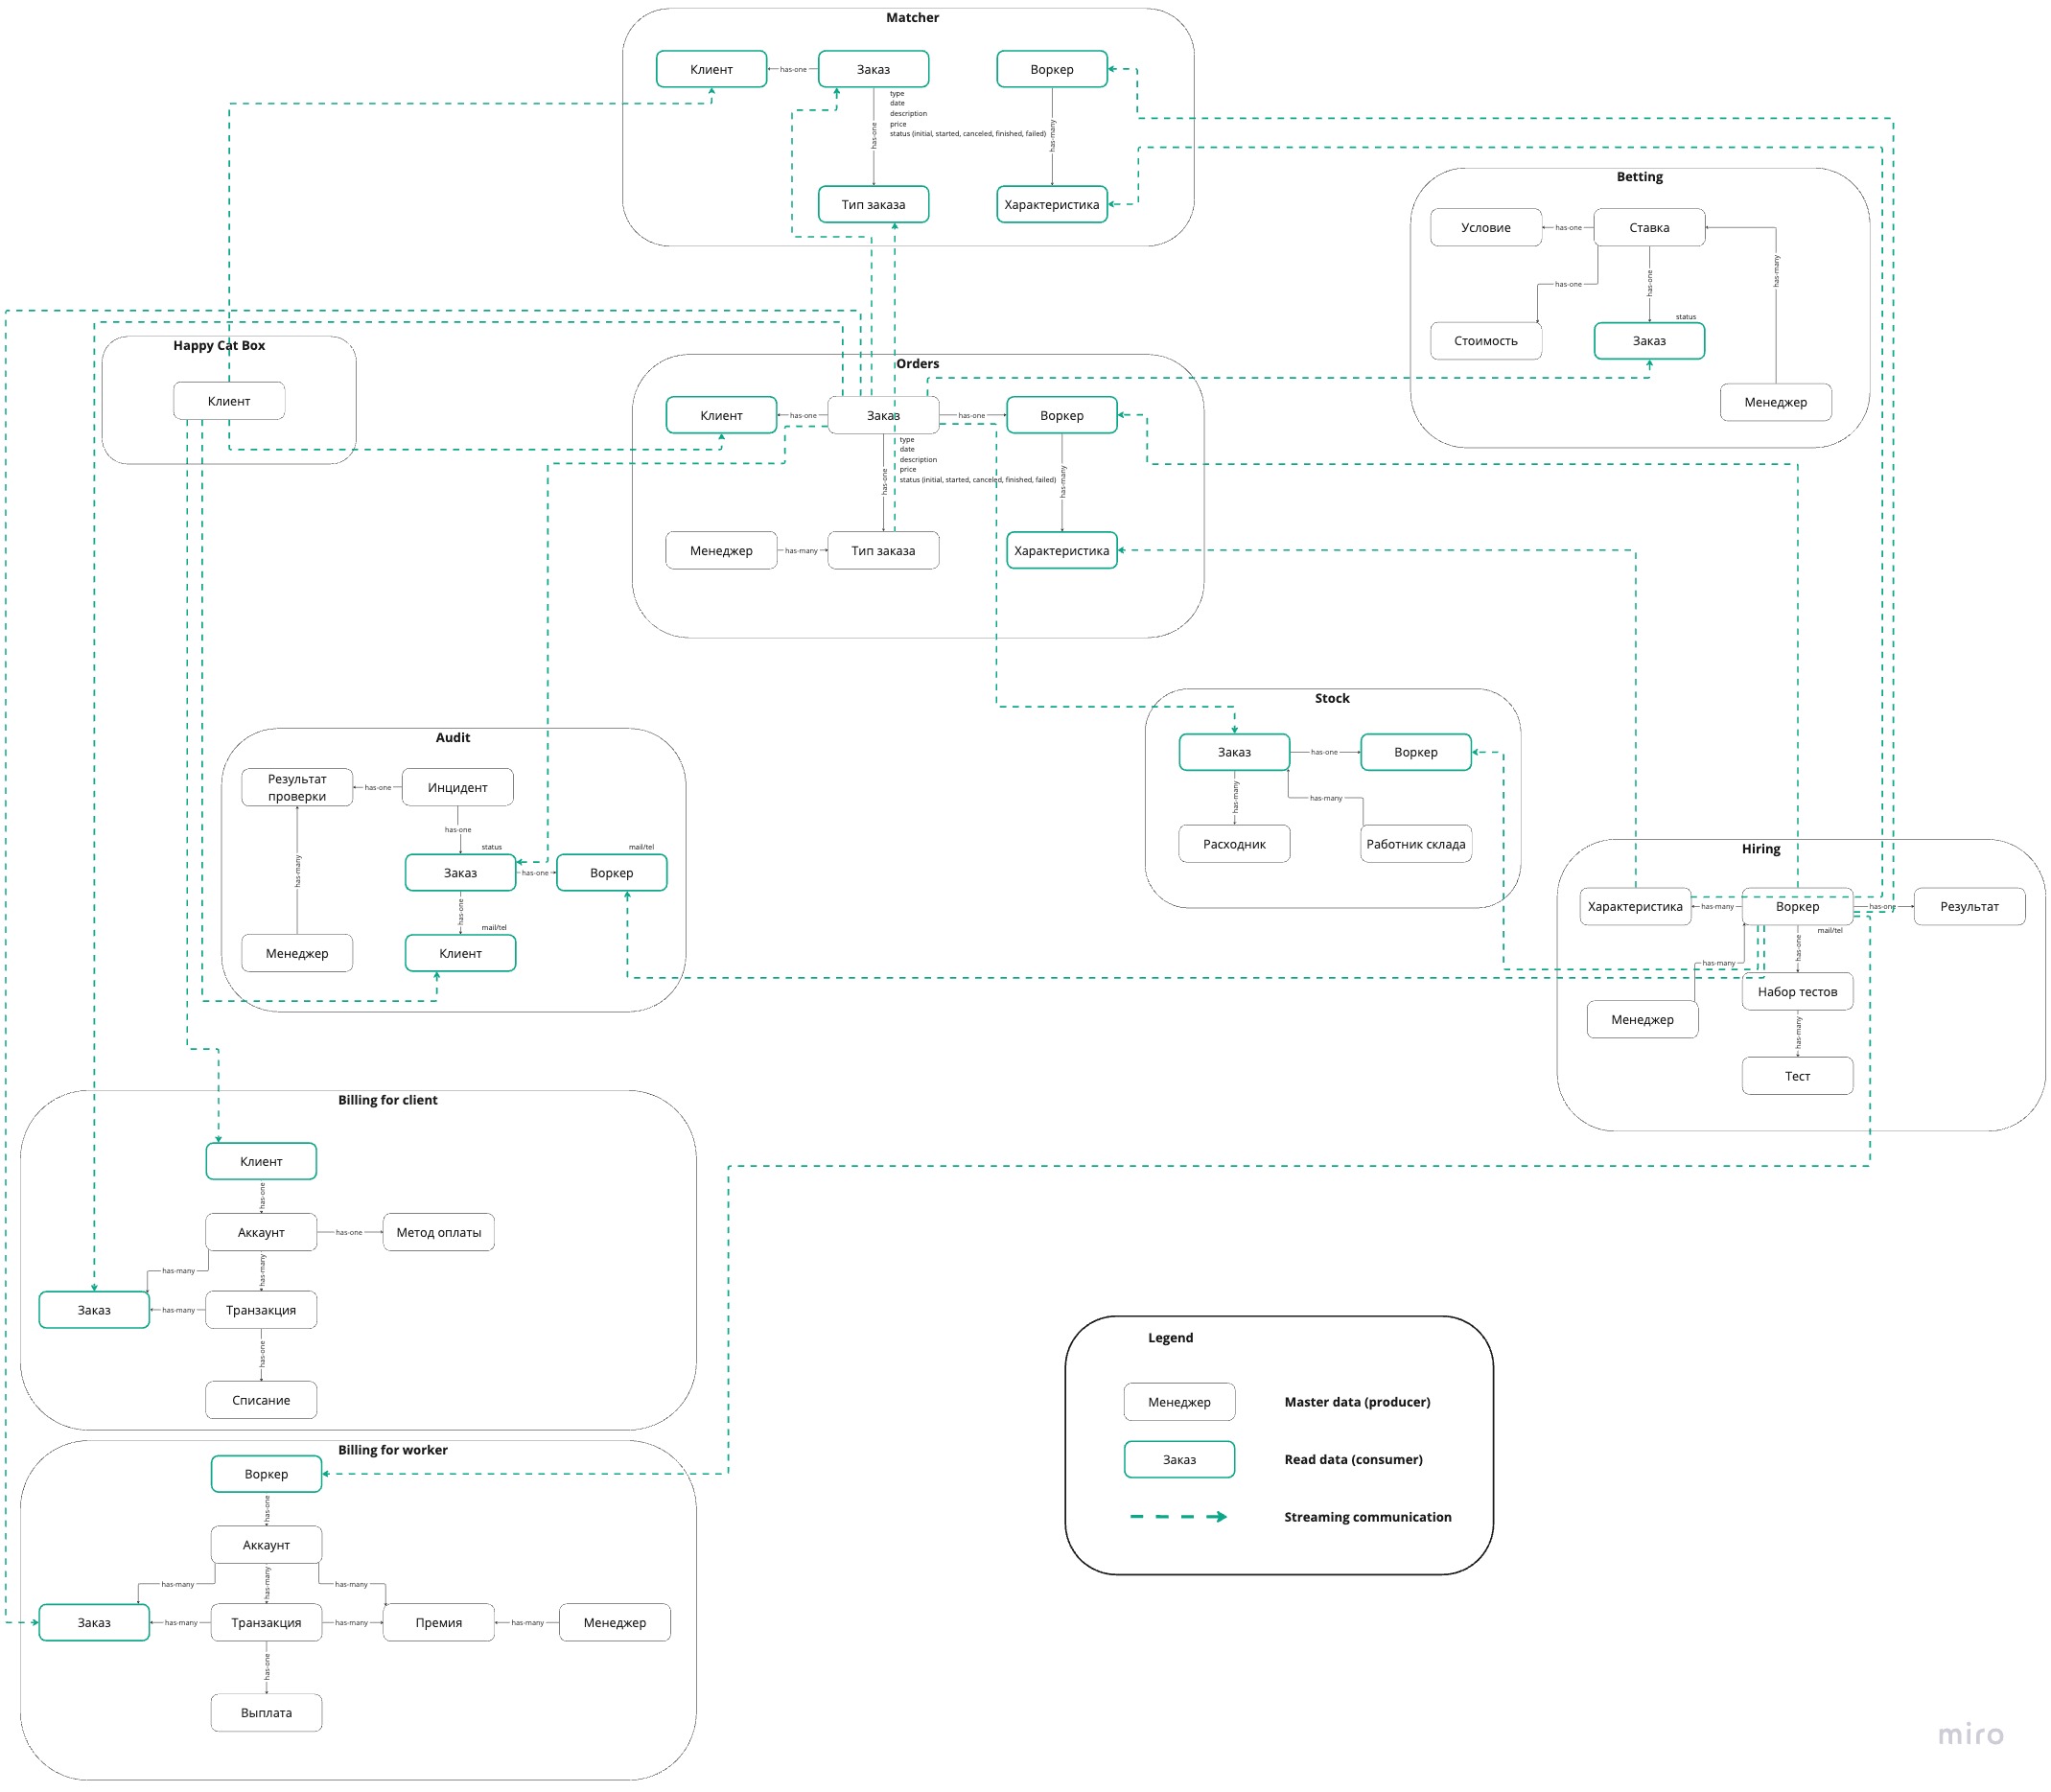 Matcher
Клиент
has-one
Заказ
Воркер
type
date
description
price
status (initial, started, canceled, finished, failed)
has-one
has-many
Тип заказа
Характеристика
Betting
Условие
has-one
Ставка
has-one
has-one
has-many
status
Стоимость
Заказ
Менеджер
Happy Cat Box
Клиент
Orders
Клиент
has-one
Заказ
has-one
Воркер
type
date
description
price
status (initial, started, canceled, finished, failed)
has-one
has-many
Менеджер
has-many
Тип заказа
Характеристика
Stock
Заказ
has-one
Воркер
has-many
has-many
Расходник
Работник склада
Audit
Результат
проверки
has-one
Инцидент
has-one
status
mail/tel
has-many
Заказ
has-one
Воркер
has-one
mail/tel
Менеджер
Клиент
Hiring
Характеристика
has-many
Воркер
has-one
Результат
mail/tel
has-one
has-many
Набор тестов
Менеджер
has-many
Тест
Billing for client
Клиент
has-one
Аккаунт
has-one
Метод оплаты
has-many
has-many
Заказ
has-many
Транзакция
has-one
Списание
Billing for worker
Воркер
has-one
Аккаунт
has-many
has-many
has-many
Заказ
has-many
Транзакция
has-many
Премия
has-many
Менеджер
has-one
Выплата
Legend
Менеджер
Master data (producer)
Заказ
Read data (consumer)
Streaming communication
miro